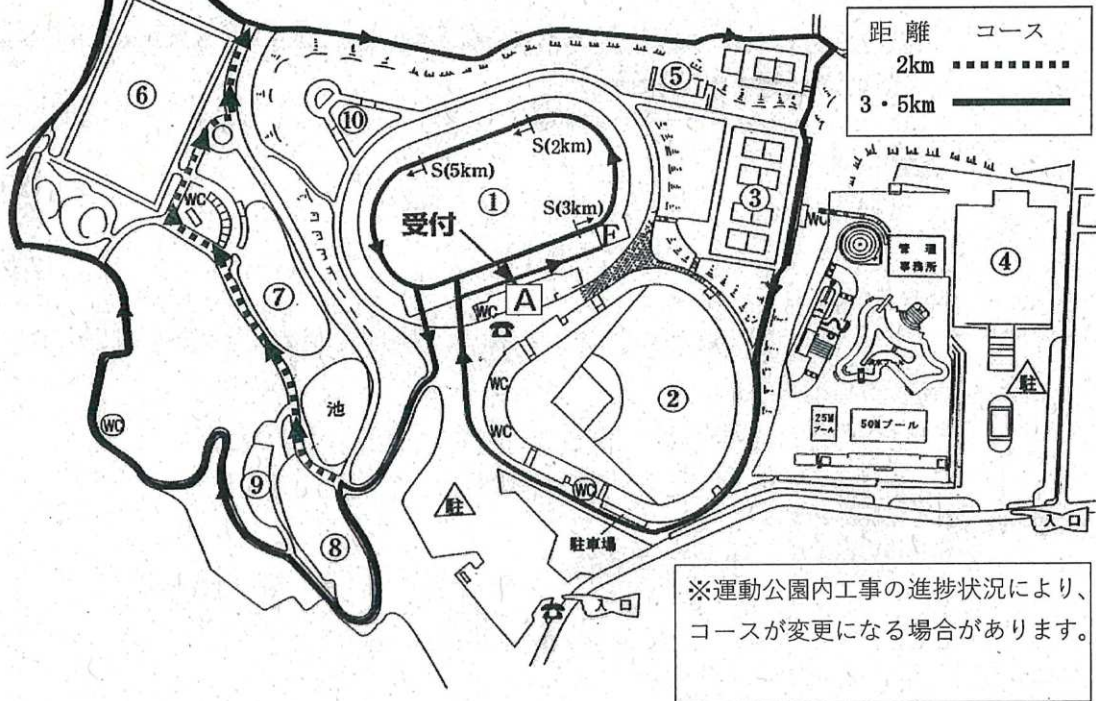 距離 コース
2km
3・5km
⑥
⑩
⑤
S(2km)
S(5km)
①
S(3km)
受付
F
③
WC
WC
管理
事務所
④
⑦
A
WC
駐
池
②
WC
WC
25M
プール
50Mプール
WC
⑨
駐
WC
⑧
駐車場
入口
入口
※運動公園内工事の進捗状況により、
コースが変更になる場合があります。